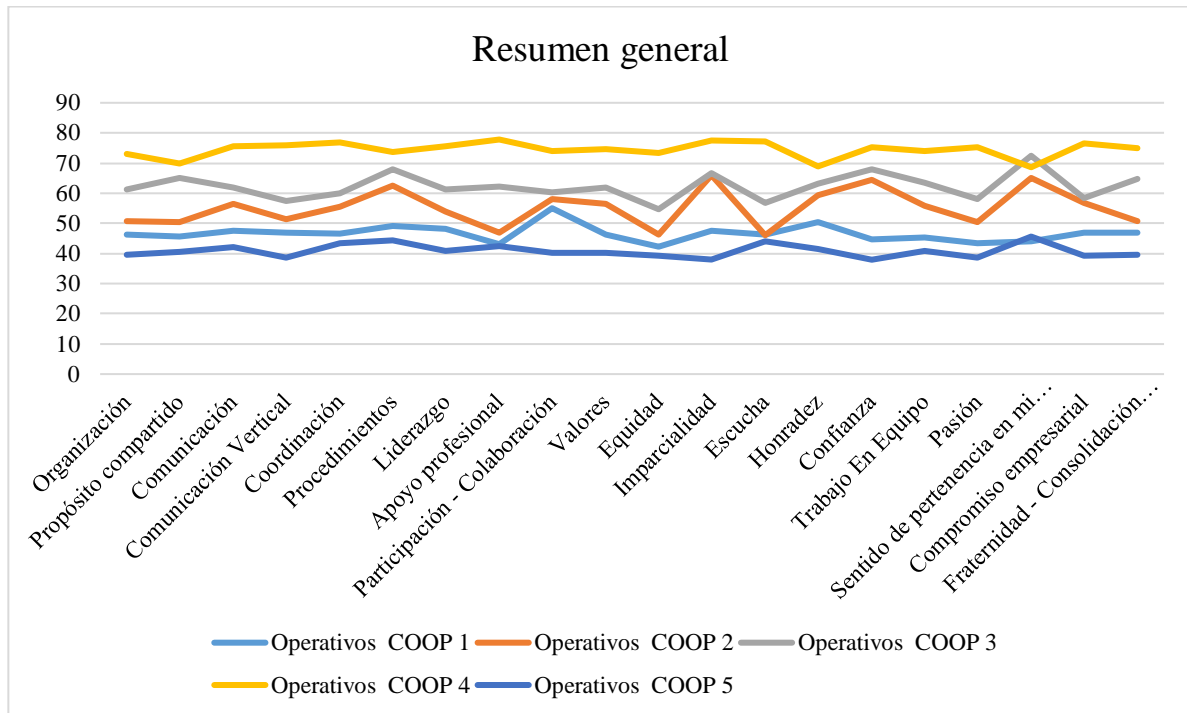 Resumen general
90
80
70
60
50
40
30
20
10
0
Organización
Propósito compartido
Comunicación
Comunicación Vertical
Coordinación
Procedimientos
Liderazgo
Apoyo profesional
Participación - Colaboración
Valores
Equidad
Imparcialidad
Escucha
Honradez
Confianza
Trabajo En Equipo
Pasión
Sentido de pertenencia en mi…
Compromiso empresarial
Fraternidad - Consolidación…
Operativos COOP 1
Operativos COOP 2
Operativos COOP 3
Operativos COOP 4
Operativos COOP 5